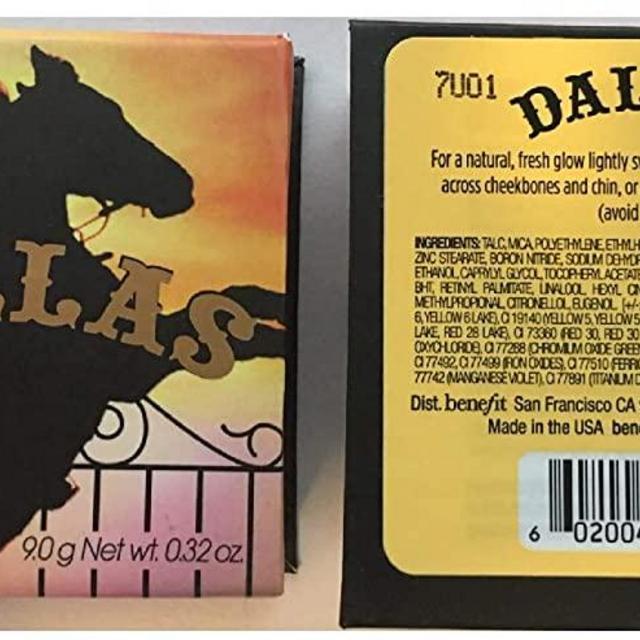 LLAS
9.0 g Net wt. 0.32 oz.
7U01
DAL
For a natural, fresh glow lightly
across cheekbones and chin, or
(avoid
INGREDIENTS: TALC, MICA, POLYETHYLENE,
ZINC STEARATE, BORON NITRIDE, SODIUM
ETHANOL, CAPRYLYL GLYCOL, TOCOPHERYL ACETATE
BHT, RETINYL PALMITATE, LINALOOL, HEXYL
METHYLPROPIONAL, CITRONELLOL, EUGENOL, [+/-
6, YELLOW 6 LAKE), CI 19140 (YELLOW 5, YELLOW 5
LAKE, RED 28 LAKE), CI 73360 (RED 30, RED 30
OXYCHLORIDE), CI 77288 (CHROMIUM OXIDE
CI 77492, CI 77499 (IRON OXIDES), CI 77510
77742 (MANGANESE VIOLET), CI 77891 (TITANIUM
Dist. benefit San Francisco CA
Made in the USA
6 02004